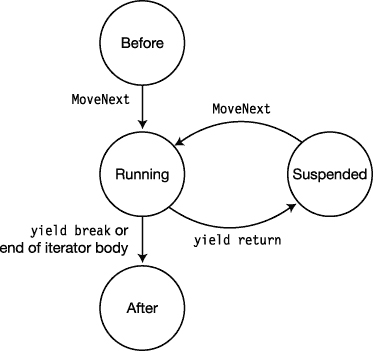 Before
MoveNext
MoveNext
Running
Suspended
yield break or
end of iterator body
yield return
After